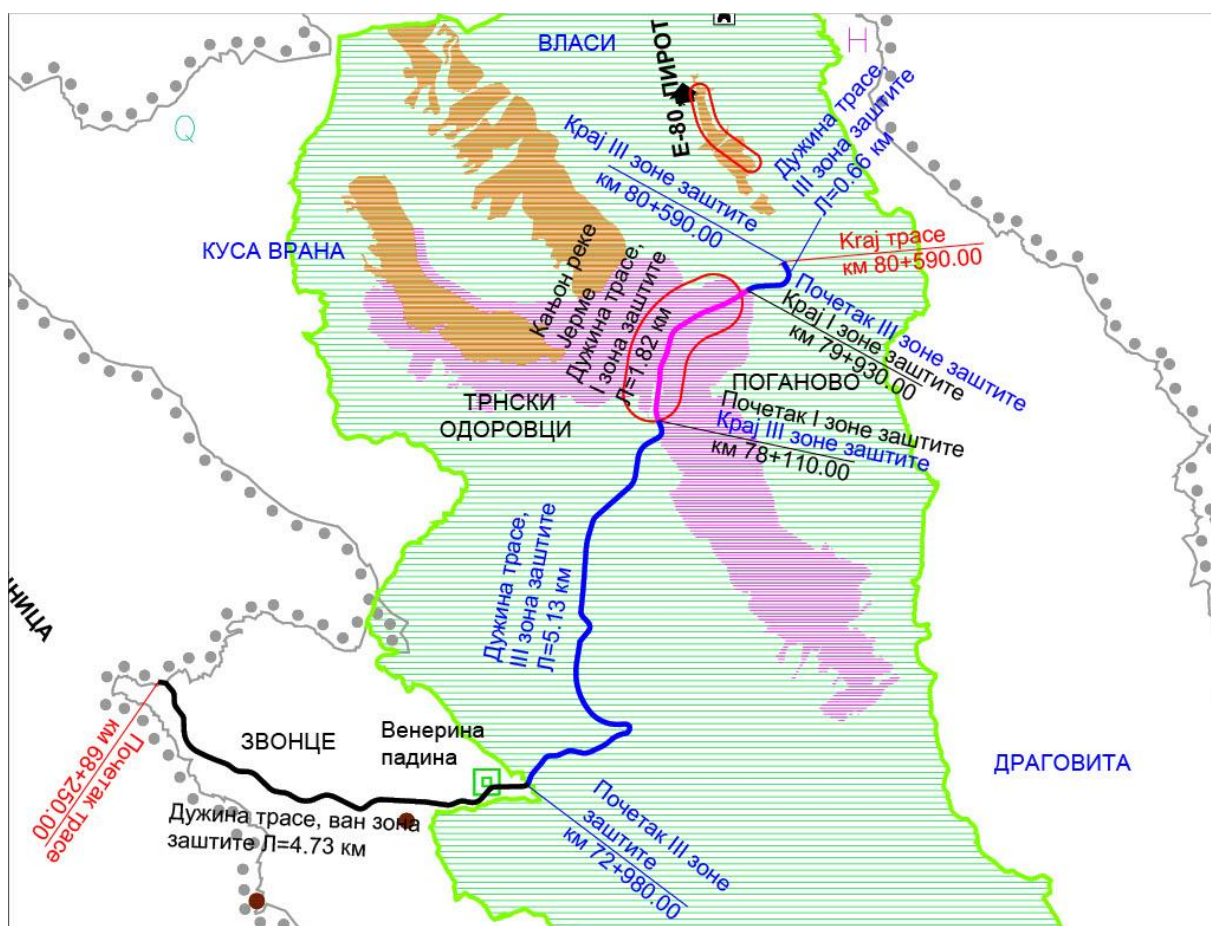 ВЛАСИ
Н
Q
Е-80 ПИРОТ
Дужина трасе,
III зона заштите
Л=0.66 км
Крај III зоне заштите
км 80+590.00
Kraj трасе
км 80+590.00
КУСА ВРАНА
Кањон реке
Јерме
Дужина трасе,
I зона заштите
Л=1.82 км
Почетак III зоне заштите
Крај I зоне заштите
км 79+930.00
ПОГАНОВО
ТРНСКИ
ОДОРОВЦИ
Почетак I зоне заштите
Крај III зоне заштите
км 78+110.00
Дужина трасе,
III зона заштите
Л=5.13 км
НИЦА
Почетак трасе
км 68+250.00
ЗВОНЦЕ
Венерина
падина
ДРАГОВИТА
Дужина трасе, ван зона
заштите Л=4.73 км
Почетак III зоне
заштите
км 72+980.00